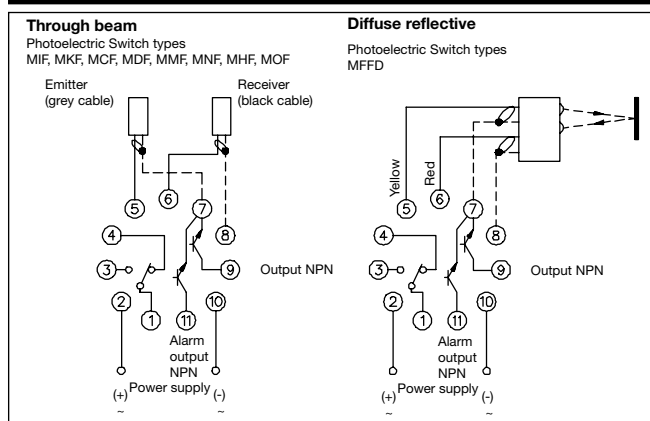 Through beam
Photoelectric Switch types
MIF, MKF, MCF, MDF, MMF, MNF, MHF, MOF
Emitter
(grey cable)
Receiver
(black cable)
5
6
7
8
4
3
9
Output NPN
2
10
1
11
Alarm
output
NPN
(+) Power supply (-)
~ ~
Diffuse reflective
Photoelectric Switch types
MFFD
Yellow
Red
5
6
7
8
4
3
9
Output NPN
2
10
1
11
Alarm
output
NPN
(+) Power supply (-)
~ ~